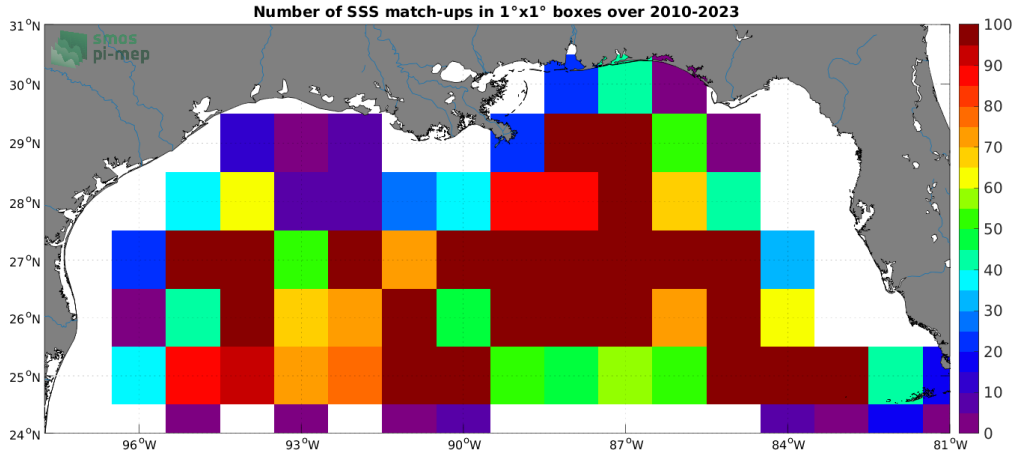 Number of SSS match-ups in 1°x1° boxes over 2010-2023
smos
pi-mep
31°N
30°N
29°N
28°N
27°N
26°N
25°N
24°N
96°W
93°W
90°W
87°W
84°W
81°W
100
90
80
70
60
50
40
30
20
10
0